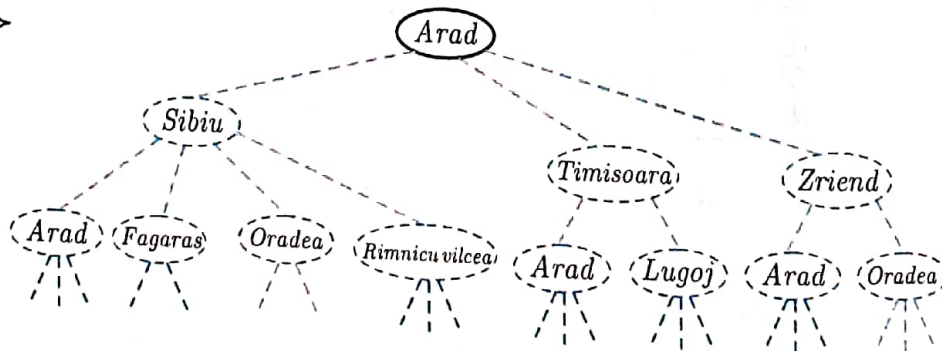 Arad
Sibiu
Timisoara
Zriend
Arad
Fagaras
Oradea
Rimnicu vilcea
Arad
Lugoj
Arad
Oradea